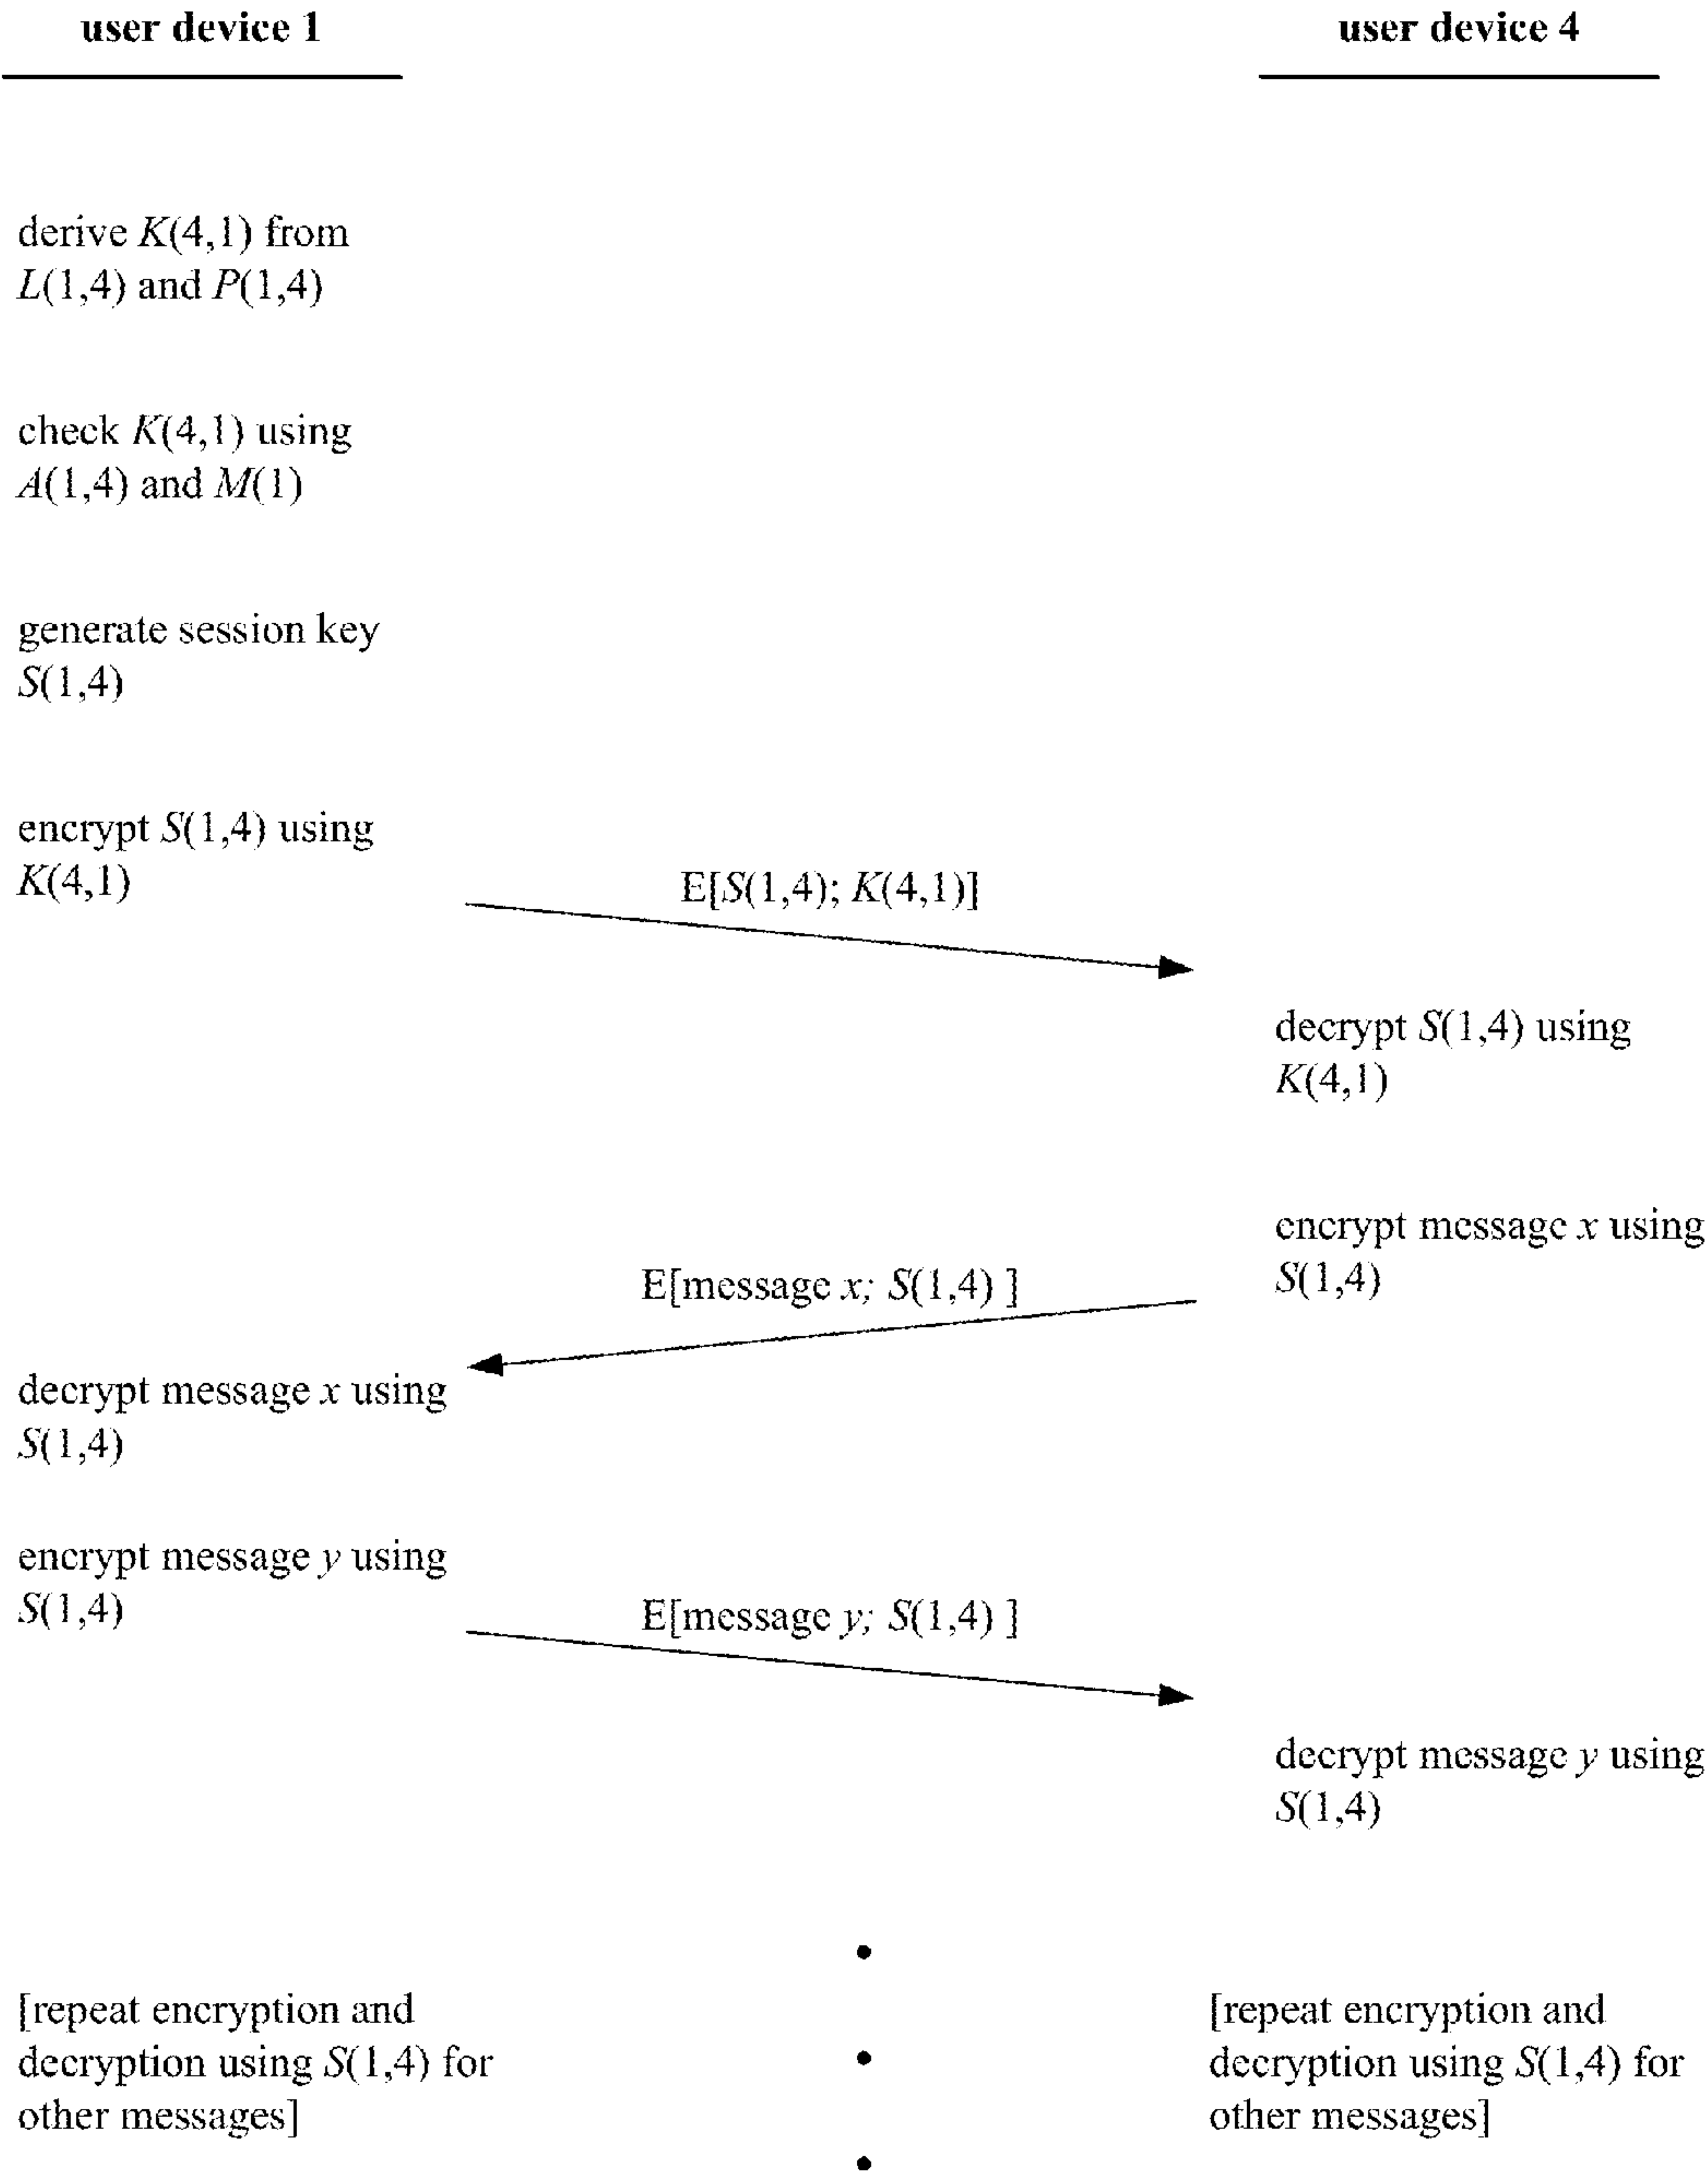 user device 1
user device 4
derive K(4,1) from
L(1,4) and P(1,4)
check K(4,1) using
A(1,4) and M(1)
generate session key
S(1,4)
encrypt S(1,4) using
K(4,1)
E[S(1,4); K(4,1)]
decrypt S(1,4) using
K(4,1)
encrypt message x using
S(1,4)
E[message x; S(1,4) ]
decrypt message x using
S(1,4)
encrypt message y using
S(1,4)
E[message y; S(1,4) ]
decrypt message y using
S(1,4)
[repeat encryption and
decryption using S(1,4) for
other messages]
[repeat encryption and
decryption using S(1,4) for
other messages]